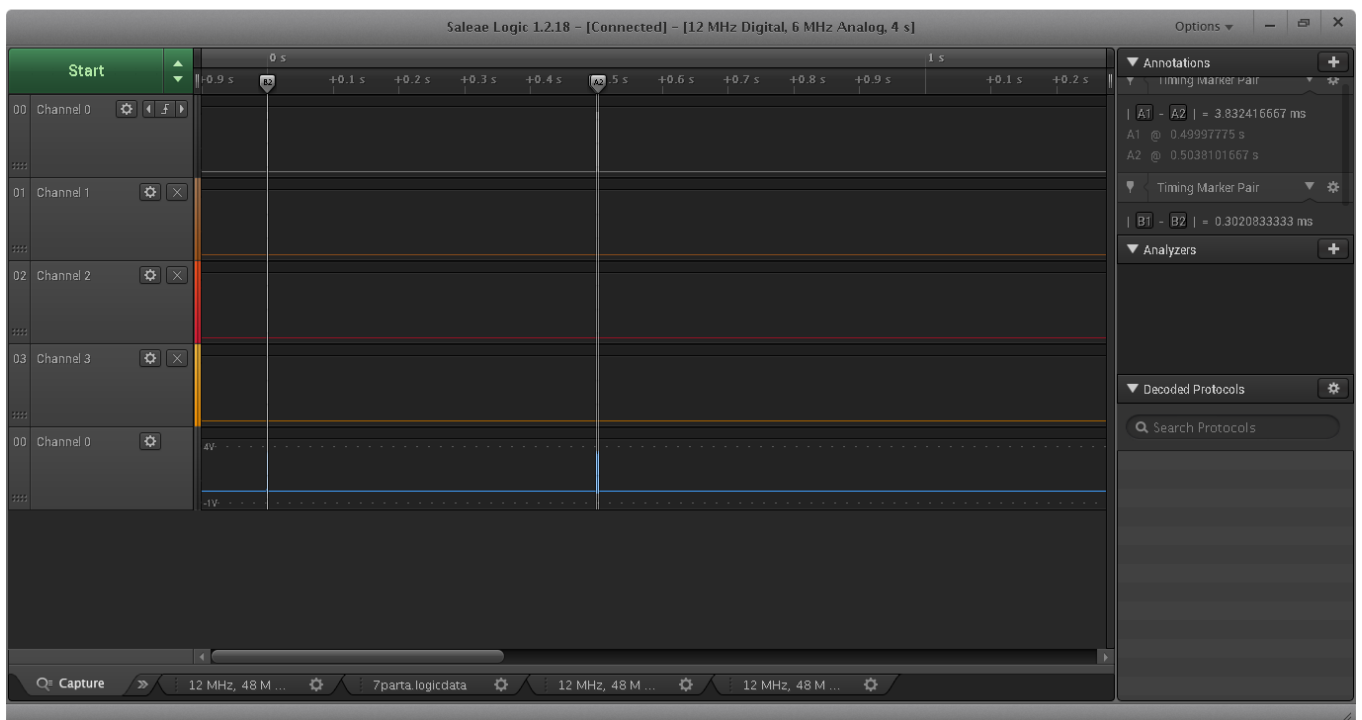 Saleae Logic 1.2.18 – [Connected] – [12 MHz Digital, 6 MHz Analog, 4 s]
Options
Start
0 s
1 s
+0.9 s
B2
+0.1 s
+0.2 s
+0.3 s
+0.4 s
A2
.5 s
+0.6 s
+0.7 s
+0.8 s
+0.9 s
+0.1 s
+0.2 s
00 Channel 0
01 Channel 1
02 Channel 2
03 Channel 3
00 Channel 0
4V
-1V
Annotations
Timing Marker Pair
| A1 - A2 | = 3.832416667 ms
A1 @ 0.49997775 s
A2 @ 0.5038101667 s
Timing Marker Pair
| B1 - B2 | = 0.3020833333 ms
Analyzers
Decoded Protocols
Search Protocols
Capture
12 MHz, 48 M ...
7parta.logicdata
12 MHz, 48 M ...
12 MHz, 48 M ...